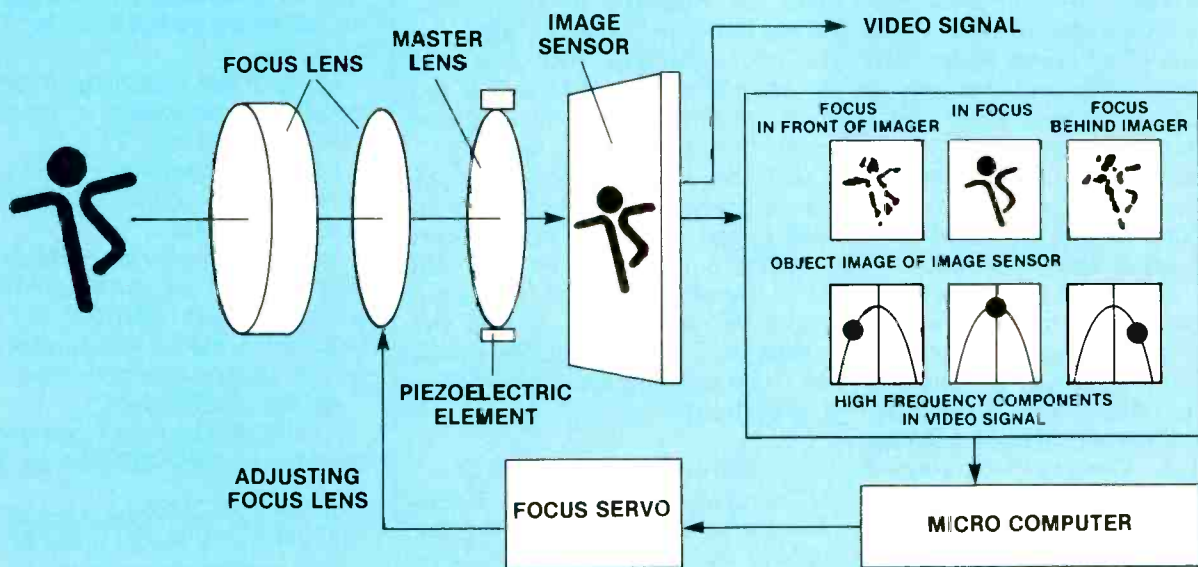 FOCUS LENS
MASTER
LENS
IMAGE
SENSOR
VIDEO SIGNAL
FOCUS
IN FRONT OF IMAGER
IN FOCUS
FOCUS
BEHIND IMAGER
OBJECT IMAGE OF IMAGE SENSOR
HIGH FREQUENCY COMPONENTS
IN VIDEO SIGNAL
PIEZOELECTRIC
ELEMENT
ADJUSTING
FOCUS LENS
FOCUS SERVO
MICRO COMPUTER